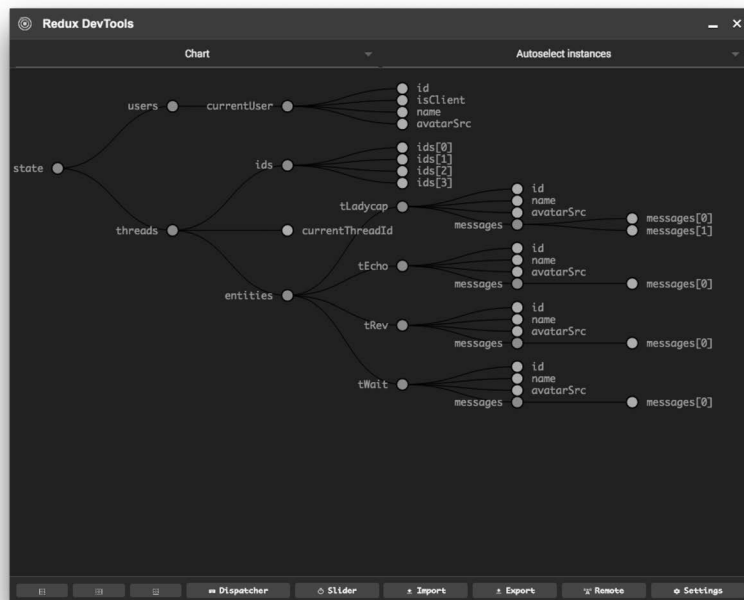 Redux DevTools
Chart
Autoselect instances
id
users
currentUser
isClient
name
avatarSrc
ids[0]
ids[1]
state
ids
ids[2]
ids[3]
id
tLadycap
name
avatarSrc
messages[0]
threads
currentThreadId
messages
messages[1]
id
name
tEcho
avatarSrc
messages
messages[0]
entities
id
name
tRev
avatarSrc
messages
messages[0]
id
name
tWait
avatarSrc
messages
messages[0]
Dispatcher
Slider
Import
Export
Remote
Settings